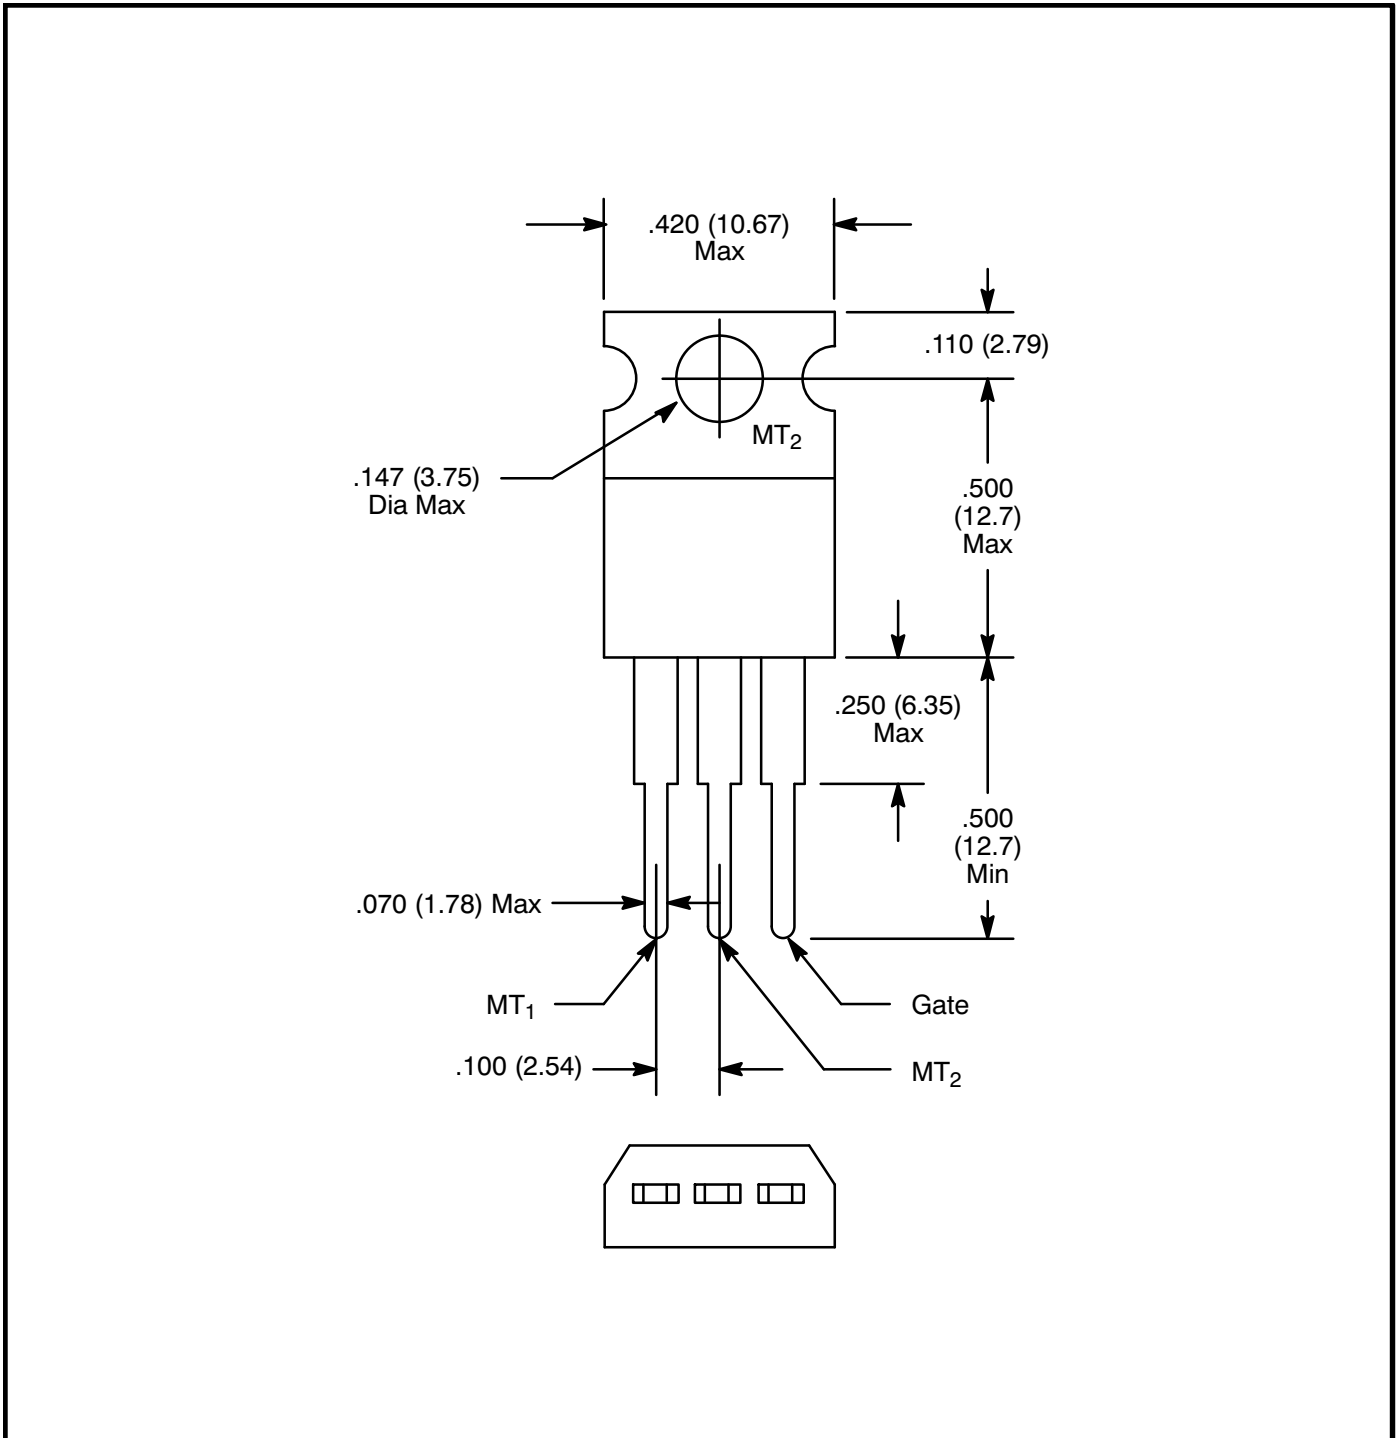 .420 (10.67)
Max
.110 (2.79)
MT2
.147 (3.75)
Dia Max
.500
(12.7)
Max
.250 (6.35)
Max
.500
(12.7)
Min
.070 (1.78) Max
MT1
Gate
.100 (2.54)
MT2